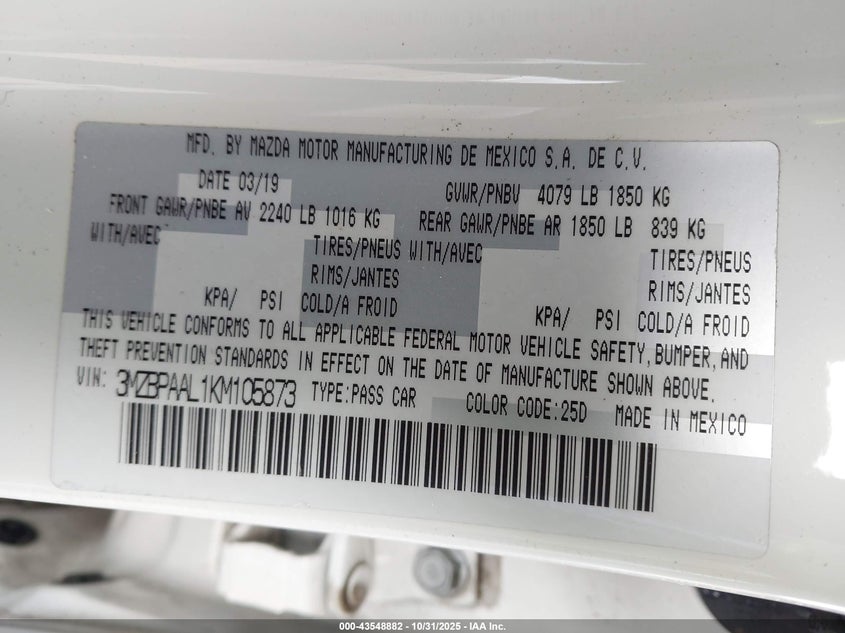 MFD. BY MAZDA MOTOR MANUFACTURING DE MEXICO S.A. DE C.V.
DATE 03/19 GVWR/PNBV 4079 LB 1850 KG
FRONT GAWR/PNBE AV 2240 LB 1016 KG REAR GAWR/PNBE AR 1850 LB 839 KG
WITH/AVEC TIRES/PNEUS WITH/AVEC TIRES/PNEUS
RIMS/JANTES RIMS/JANTES
KPA/ PSI COLD/A FROID KPA/ PSI COLD/A FROID
THIS VEHICLE CONFORMS TO ALL APPLICABLE FEDERAL MOTOR VEHICLE SAFETY, BUMPER, AND
THEFT PREVENTION STANDARDS IN EFFECT ON THE DATE OF MANUFACTURE SHOWN ABOVE.
VIN: 3MZBPAAL1KM105873 TYPE:PASS CAR COLOR CODE:25D MADE IN MEXICO
000-43548882 - 10/31/2025 - IAA Inc.